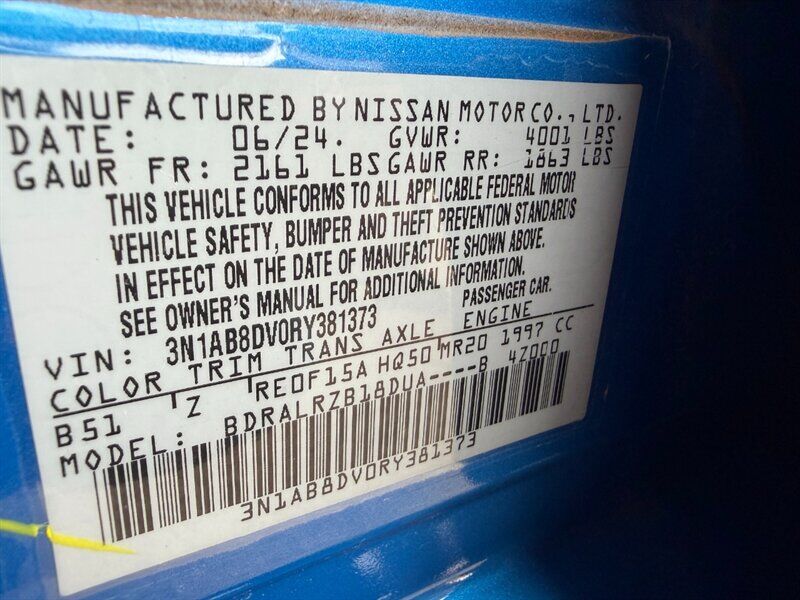 MANUFACTURED BY NISSAN MOTOR CO., LTD.
DATE: 06/24. GVWR: 4001 LBS
GAWR FR: 2161 LBS GAWR RR: 1863 LBS
THIS VEHICLE CONFORMS TO ALL APPLICABLE FEDERAL MOTOR
VEHICLE SAFETY, BUMPER AND THEFT PREVENTION STANDARDS
IN EFFECT ON THE DATE OF MANUFACTURE SHOWN ABOVE.
SEE OWNER'S MANUAL FOR ADDITIONAL INFORMATION.
PASSENGER CAR.
VIN: 3N1AB8DV0RY381373
COLOR TRIM TRANS AXLE ENGINE
B51 Z RE0F15A HQ50 MR20 1997 CC
MODEL: BDRALRZB18DUA----B 4Z000
3N1AB8DV0RY381373